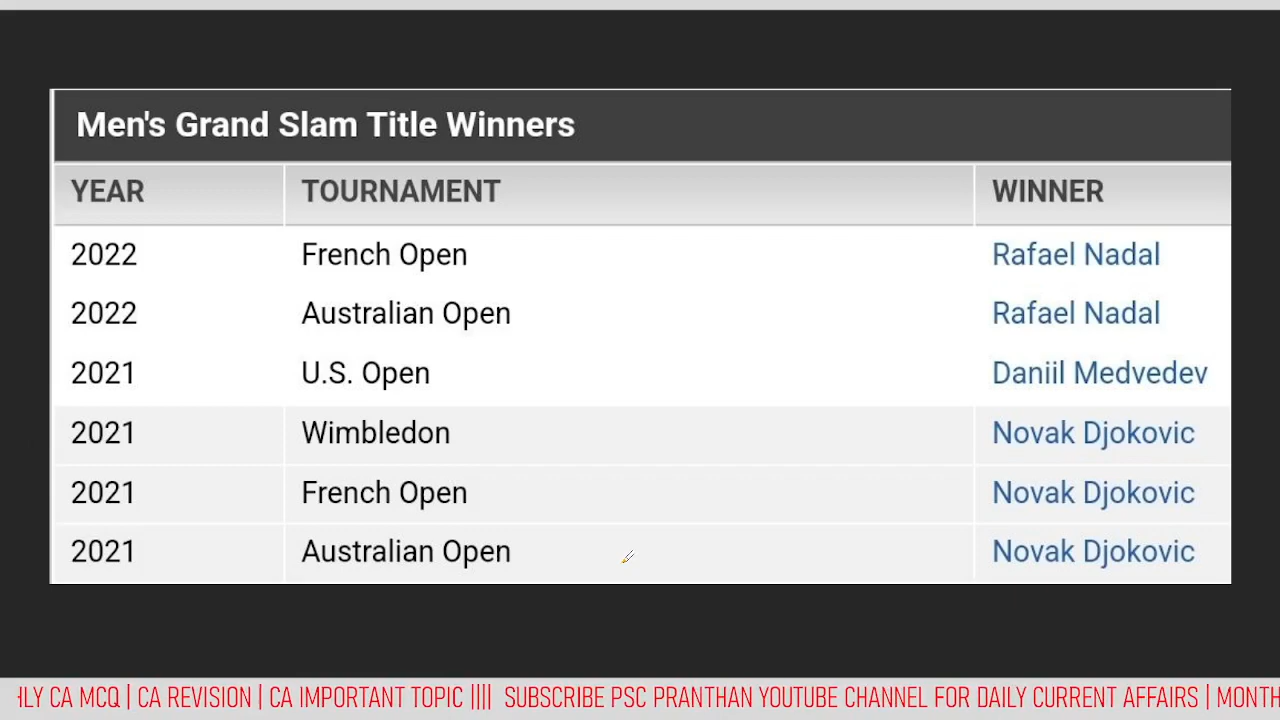 Men's Grand Slam Title Winners
YEAR TOURNAMENT WINNER
2022 French Open Rafael Nadal
2022 Australian Open Rafael Nadal
2021 U.S. Open Daniil Medvedev
2021 Wimbledon Novak Djokovic
2021 French Open Novak Djokovic
2021 Australian Open Novak Djokovic
HLY CA MCQ | CA REVISION | CA IMPORTANT TOPIC |||| SUBSCRIBE PSC PRANTHAN YOUTUBE CHANNEL FOR DAILY CURRENT AFFAIRS | MONTH